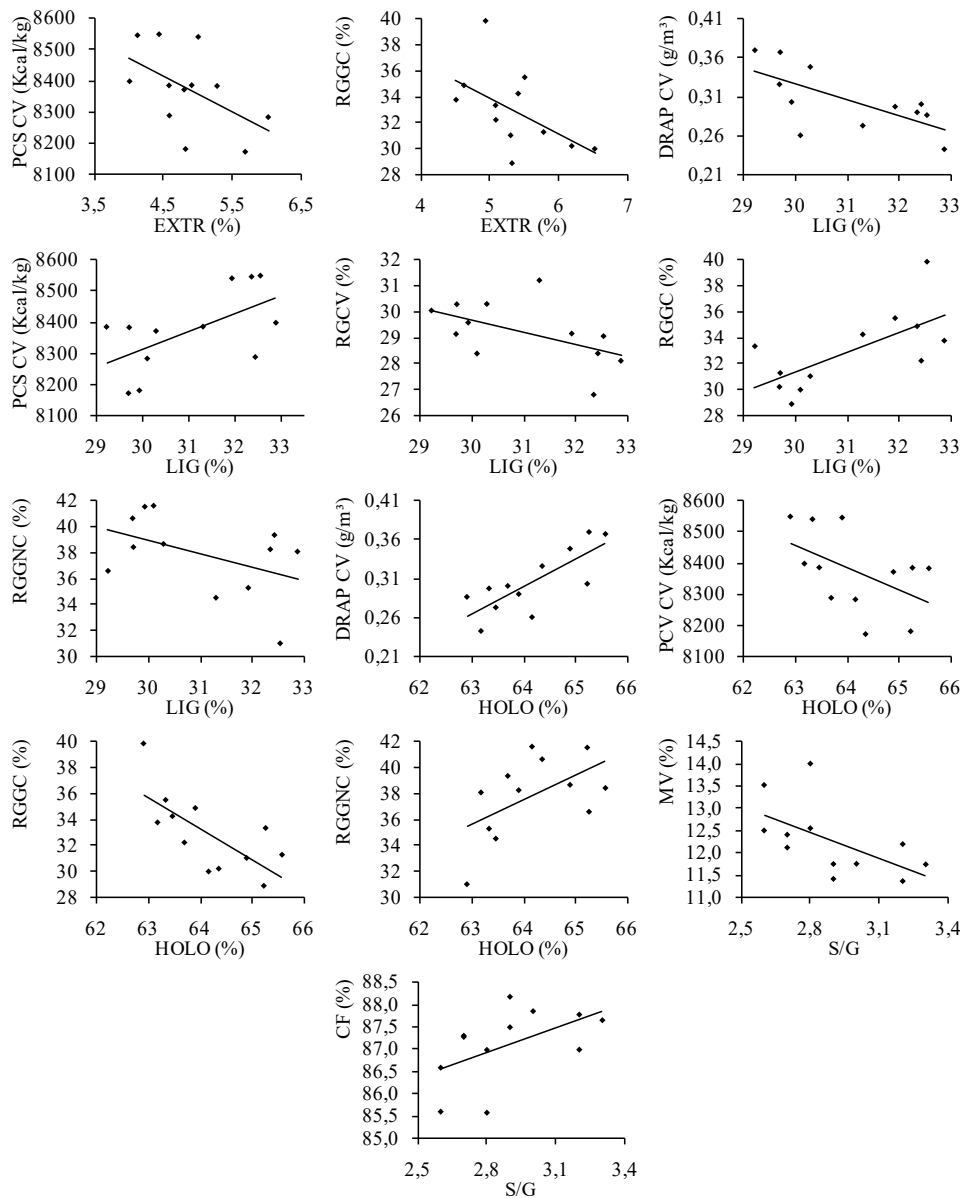 PCS CV (Kcal/kg)
8600
8500
8400
8300
8200
8100
3,5 4,5 5,5 6,5
EXTR (%)
RGGC (%)
40
38
36
34
32
30
28
4 5 6 7
EXTR (%)
DRAP CV (g/m³)
0,41
0,36
0,31
0,26
0,21
29 30 31 32 33
LIG (%)
PCS CV (Kcal/kg)
8600
8500
8400
8300
8200
8100
29 30 31 32 33
LIG (%)
RGCV (%)
32
31
30
29
28
27
26
29 30 31 32 33
LIG (%)
RGGC (%)
40
38
36
34
32
30
28
29 30 31 32 33
LIG (%)
RGGNC (%)
42
40
38
36
34
32
30
29 30 31 32 33
LIG (%)
DRAP CV (g/m³)
0,41
0,36
0,31
0,26
0,21
62 63 64 65 66
HOLO (%)
PCV CV (Kcal/kg)
8600
8500
8400
8300
8200
8100
62 63 64 65 66
HOLO (%)
RGGC (%)
40
38
36
34
32
30
28
62 63 64 65 66
HOLO (%)
RGGNC (%)
42
40
38
36
34
32
30
62 63 64 65 66
HOLO (%)
MV (%)
14,5
14,0
13,5
13,0
12,5
12,0
11,5
11,0
2,5 2,8 3,1 3,4
S/G
CF (%)
88,5
88,0
87,5
87,0
86,5
86,0
85,5
85,0
2,5 2,8 3,1 3,4
S/G